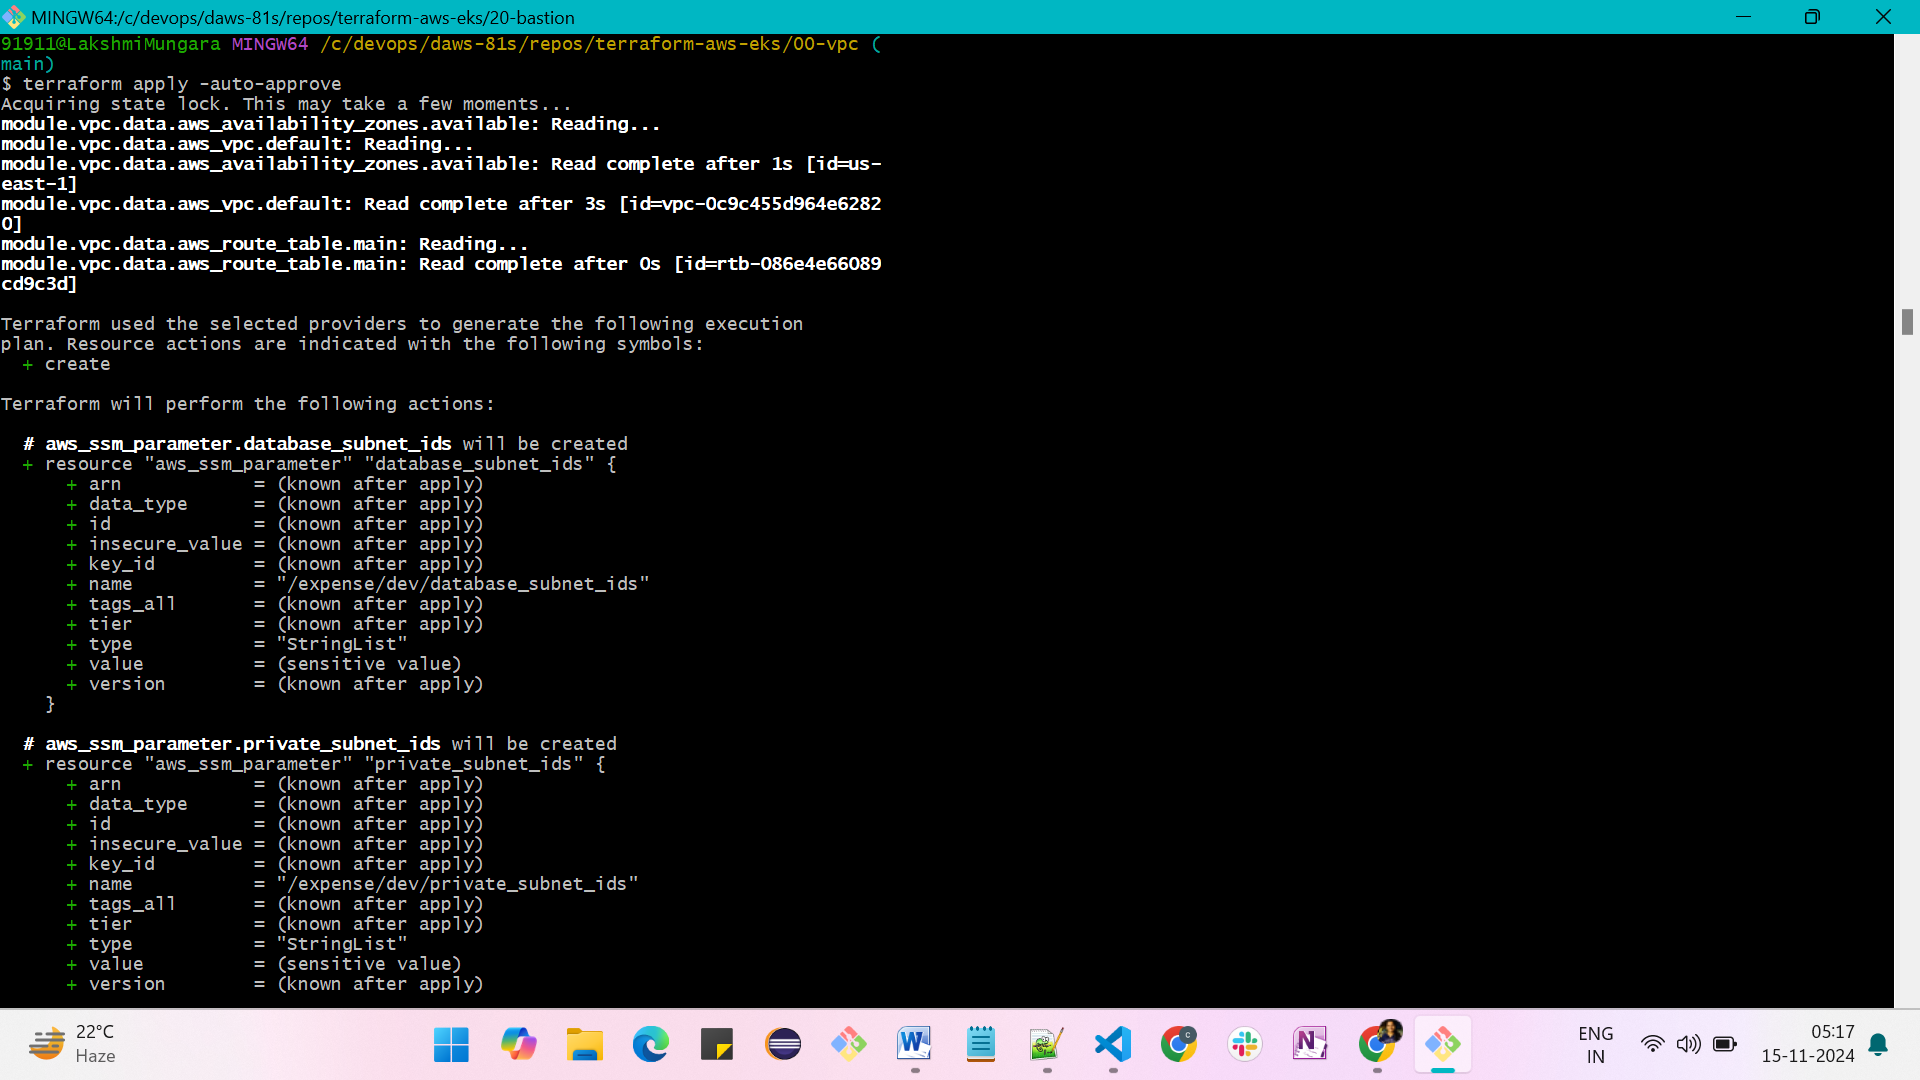 MINGW64:/c/devops/daws-81s/repos/terraform-aws-eks/20-bastion
91911@LakshmiMungara MINGW64 /c/devops/daws-81s/repos/terraform-aws-eks/00-vpc (
main)
$ terraform apply -auto-approve
Acquiring state lock. This may take a few moments...
module.vpc.data.aws_availability_zones.available: Reading...
module.vpc.data.aws_vpc.default: Reading...
module.vpc.data.aws_availability_zones.available: Read complete after 1s [id=us-
east-1]
module.vpc.data.aws_vpc.default: Read complete after 3s [id=vpc-0c9c455d964e6282
0]
module.vpc.data.aws_route_table.main: Reading...
module.vpc.data.aws_route_table.main: Read complete after 0s [id=rtb-086e4e66089
cd9c3d]
Terraform used the selected providers to generate the following execution
plan. Resource actions are indicated with the following symbols:
  + create
Terraform will perform the following actions:
  # aws_ssm_parameter.database_subnet_ids will be created
  + resource "aws_ssm_parameter" "database_subnet_ids" {
      + arn            = (known after apply)
      + data_type      = (known after apply)
      + id             = (known after apply)
      + insecure_value = (known after apply)
      + key_id         = (known after apply)
      + name           = "/expense/dev/database_subnet_ids"
      + tags_all       = (known after apply)
      + tier           = (known after apply)
      + type           = "StringList"
      + value          = (sensitive value)
      + version        = (known after apply)
    }
  # aws_ssm_parameter.private_subnet_ids will be created
  + resource "aws_ssm_parameter" "private_subnet_ids" {
      + arn            = (known after apply)
      + data_type      = (known after apply)
      + id             = (known after apply)
      + insecure_value = (known after apply)
      + key_id         = (known after apply)
      + name           = "/expense/dev/private_subnet_ids"
      + tags_all       = (known after apply)
      + tier           = (known after apply)
      + type           = "StringList"
      + value          = (sensitive value)
      + version        = (known after apply)
22°C
Haze
ENG
IN
05:17
15-11-2024